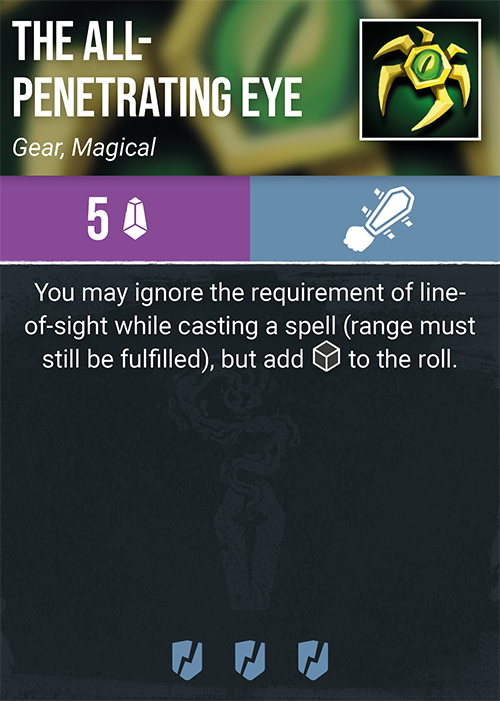 THE ALL-
PENETRATING EYE
Gear, Magical
5
You may ignore the requirement of line-
of-sight while casting a spell (range must
still be fulfilled), but add to the roll.